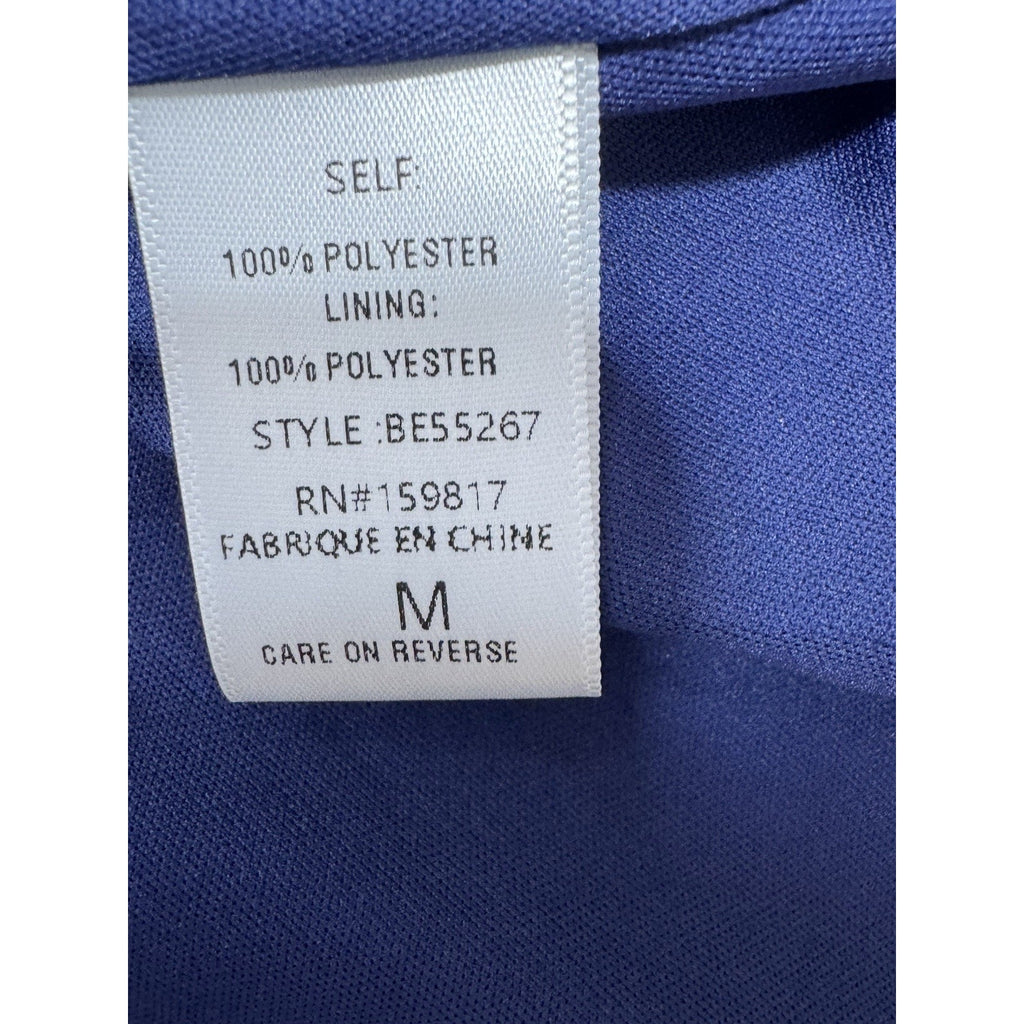 SELF:
100% POLYESTER
LINING:
100% POLYESTER
STYLE :BE55267
RN#159817
FABRIQUE EN CHINE
M
CARE ON REVERSE